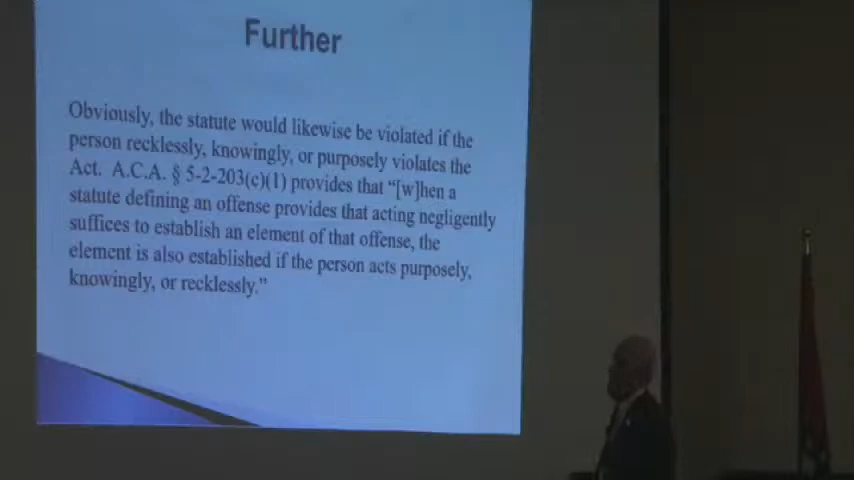 Further
Obviously, the statute would likewise be violated if the
person recklessly, knowingly, or purposely violates the
Act. A.C.A. § 5-2-203(c)(1) provides that “[w]hen a
statute defining an offense provides that acting negligently
suffices to establish an element of that offense, the
element is also established if the person acts purposely,
knowingly, or recklessly.”